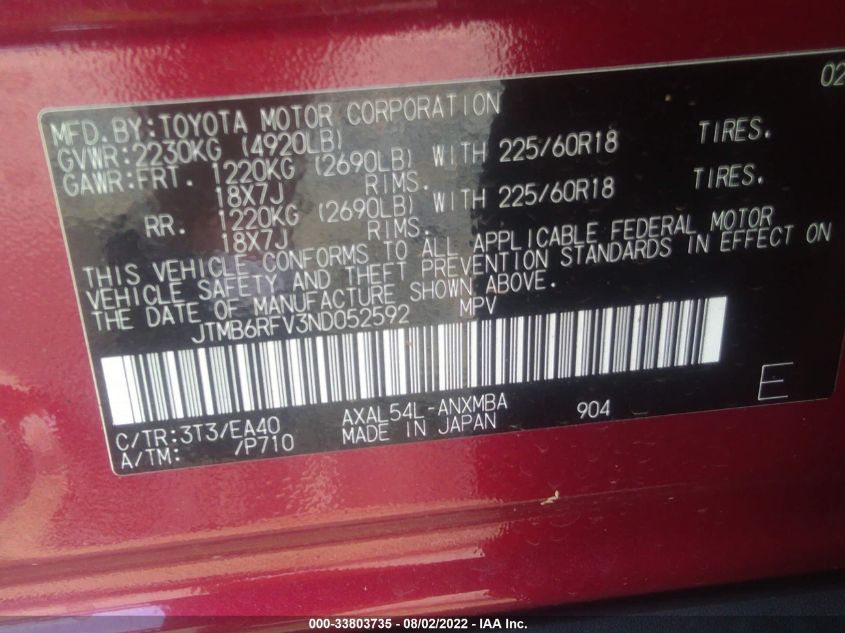 02
MFD. BY:TOYOTA MOTOR CORPORATION
GVWR:2230KG (4920LB)
GAWR:FRT. 1220KG (2690LB) WITH 225/60R18 TIRES.
18X7J RIMS.
RR. 1220KG (2690LB) WITH 225/60R18 TIRES.
18X7J RIMS.
THIS VEHICLE CONFORMS TO ALL APPLICABLE FEDERAL MOTOR
VEHICLE SAFETY AND THEFT PREVENTION STANDARDS IN EFFECT ON
THE DATE OF MANUFACTURE SHOWN ABOVE.
JTMB6RFV3ND052592 MPV
E
C/TR:3T3/EA40 AXAL54L-ANXMBA 904
A/TM: /P710 MADE IN JAPAN
000-33803735 - 08/02/2022 - IAA Inc.